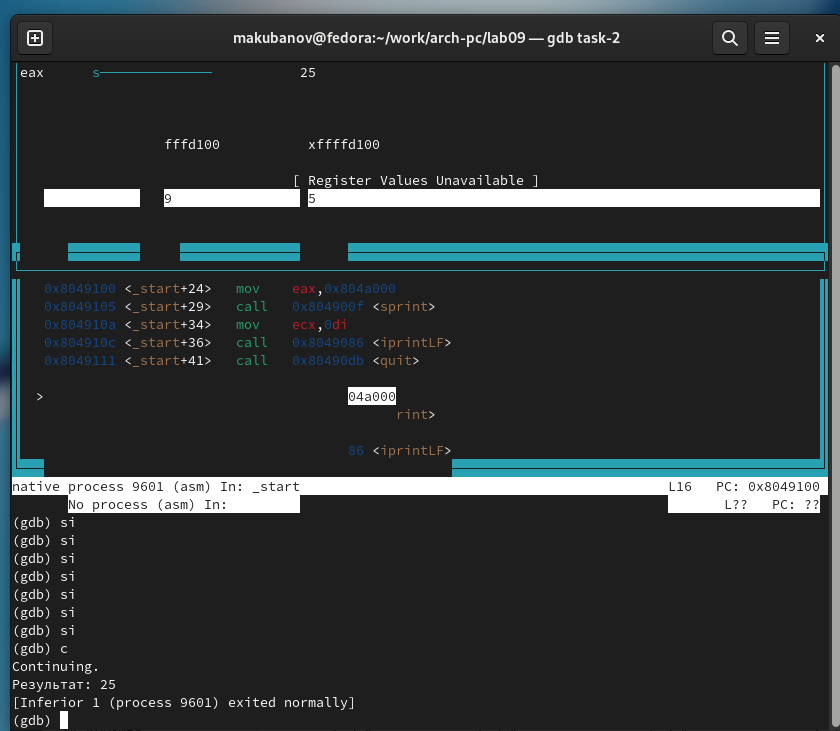 makubanov@fedora:~/work/arch-pc/lab09 — gdb task-2
eax s 25
fffd100 xffffd100
[ Register Values Unavailable ]
9 5
0x8049100 <_start+24> mov eax,0x804a000
0x8049105 <_start+29> call 0x804900f <sprint>
0x804910a <_start+34> mov ecx,0di
0x804910c <_start+36> call 0x8049086 <iprintLF>
0x8049111 <_start+41> call 0x80490db <quit>
> 04a000
rint>
86 <iprintLF>
native process 9601 (asm) In: _start L16 PC: 0x8049100
No process (asm) In: L?? PC: ??
(gdb) si
(gdb) si
(gdb) si
(gdb) si
(gdb) si
(gdb) si
(gdb) si
(gdb) c
Continuing.
Результат: 25
[Inferior 1 (process 9601) exited normally]
(gdb)